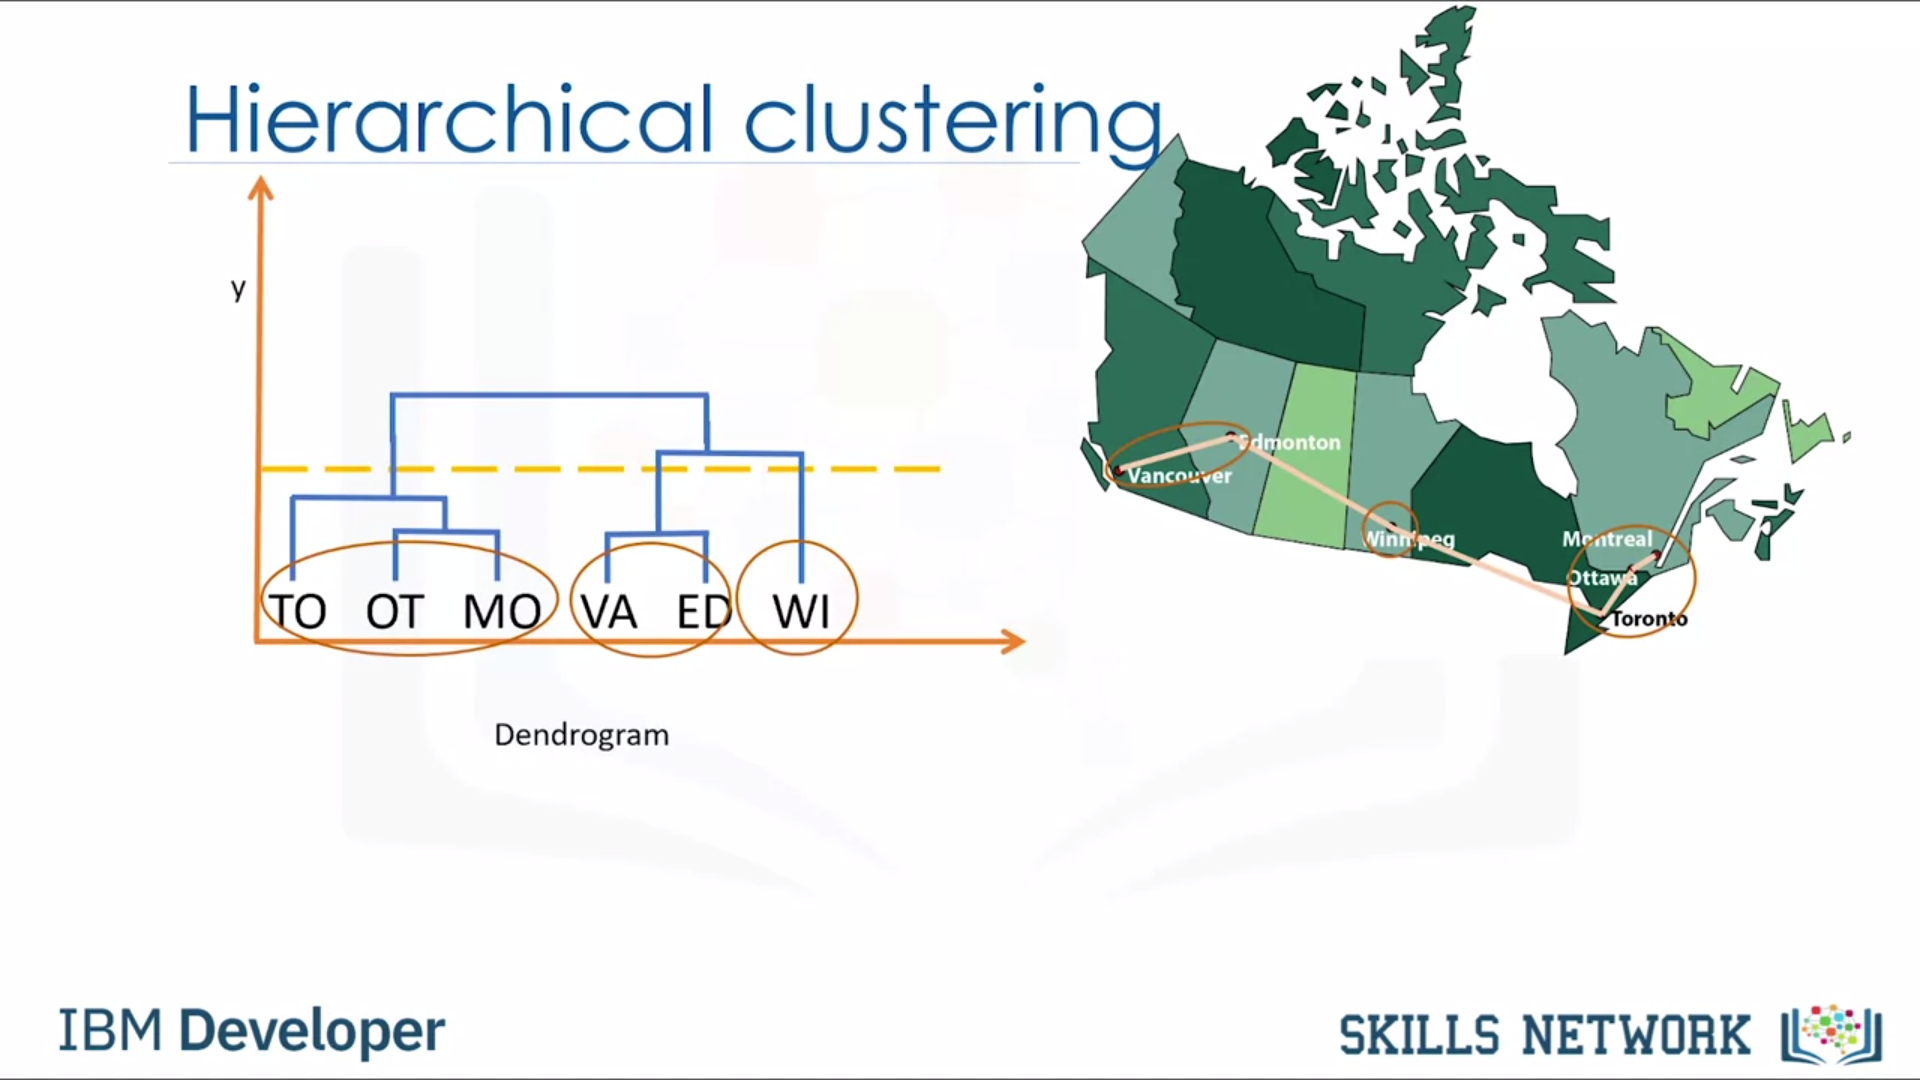 Hierarchical clustering
y
TO OT MO VA ED WI
Dendrogram
Edmonton
Vancouver
Winnipeg
Montreal
Ottawa
Toronto
IBM Developer
SKILLS NETWORK